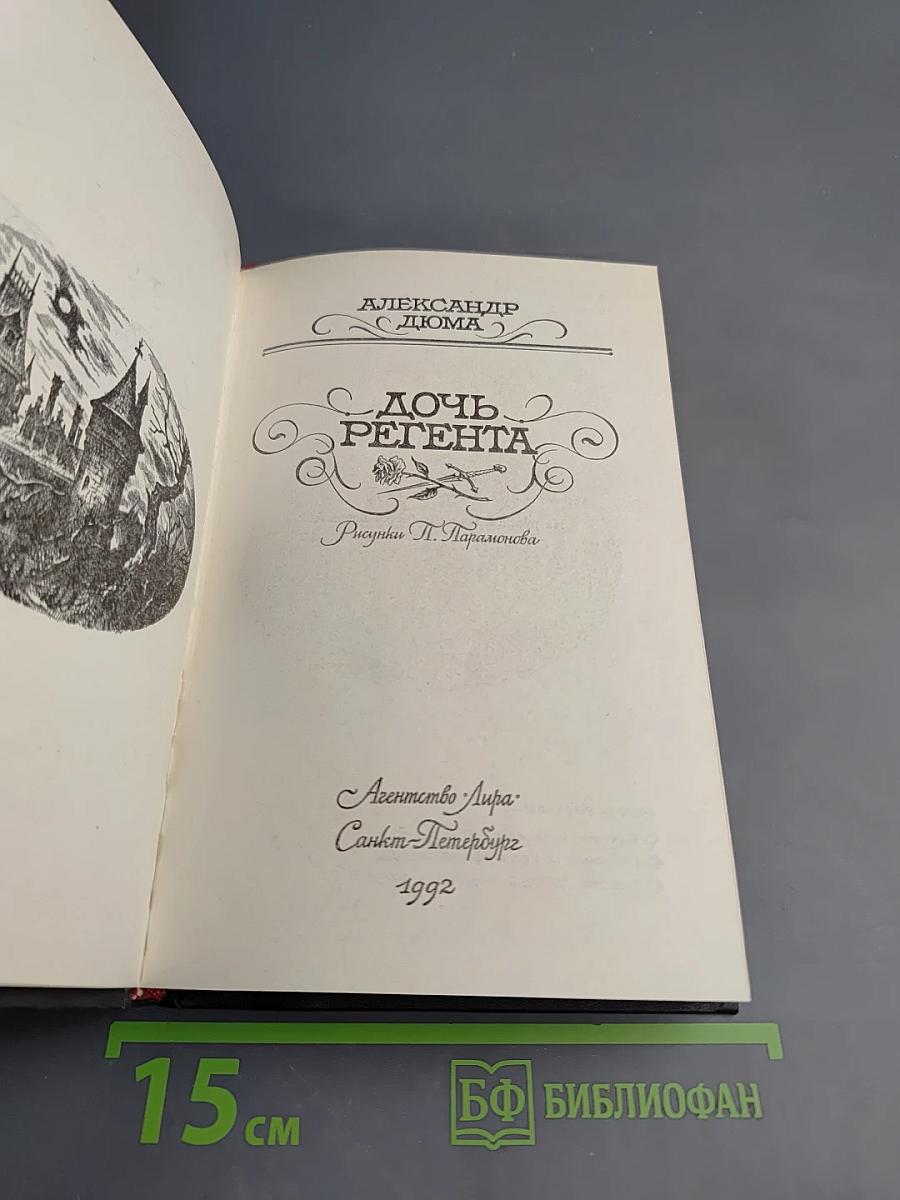 АЛЕКСАНДР
ДЮМА
ДОЧЬ
РЕГЕНТА
Рисунки П. Парамонова
Агентство "Лира"
Санкт-Петербург
1992
15 см
БФ БИБЛИОФАН